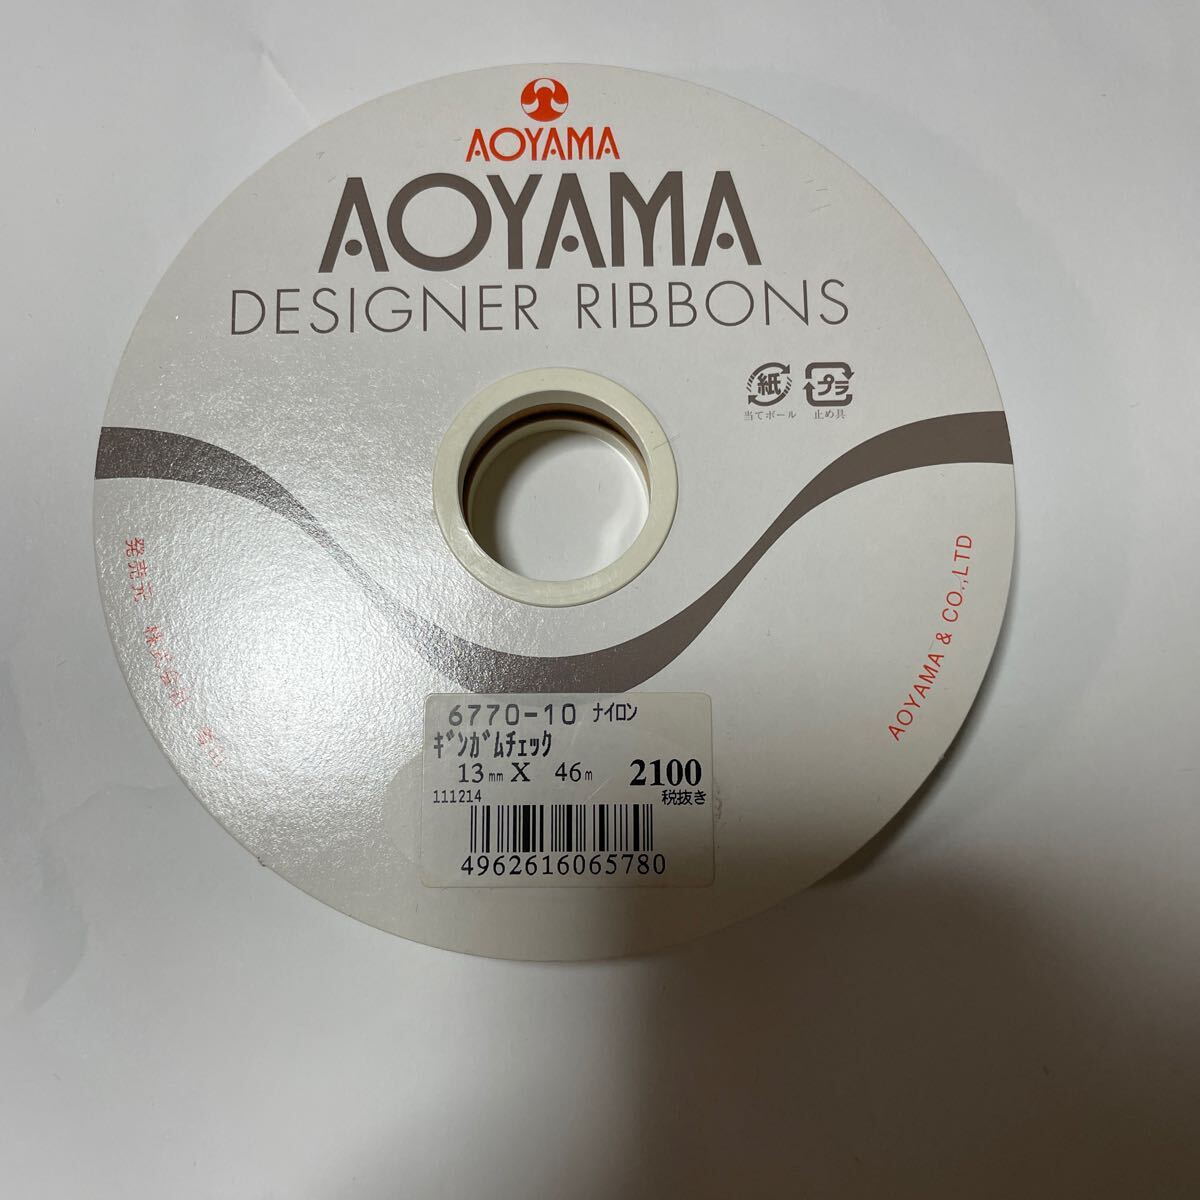 AOYAMA
AOYAMA
DESIGNER RIBBONS
紙 プラ
当てボール 止め具
発売元 株式会社 青山
AOYAMA & CO.,LTD
6770-10 ﾅｲﾛﾝ
ｷﾞﾝｶﾞﾑﾁｪｯｸ
13mm X 46m 2100
111214 税抜き
4962616065780